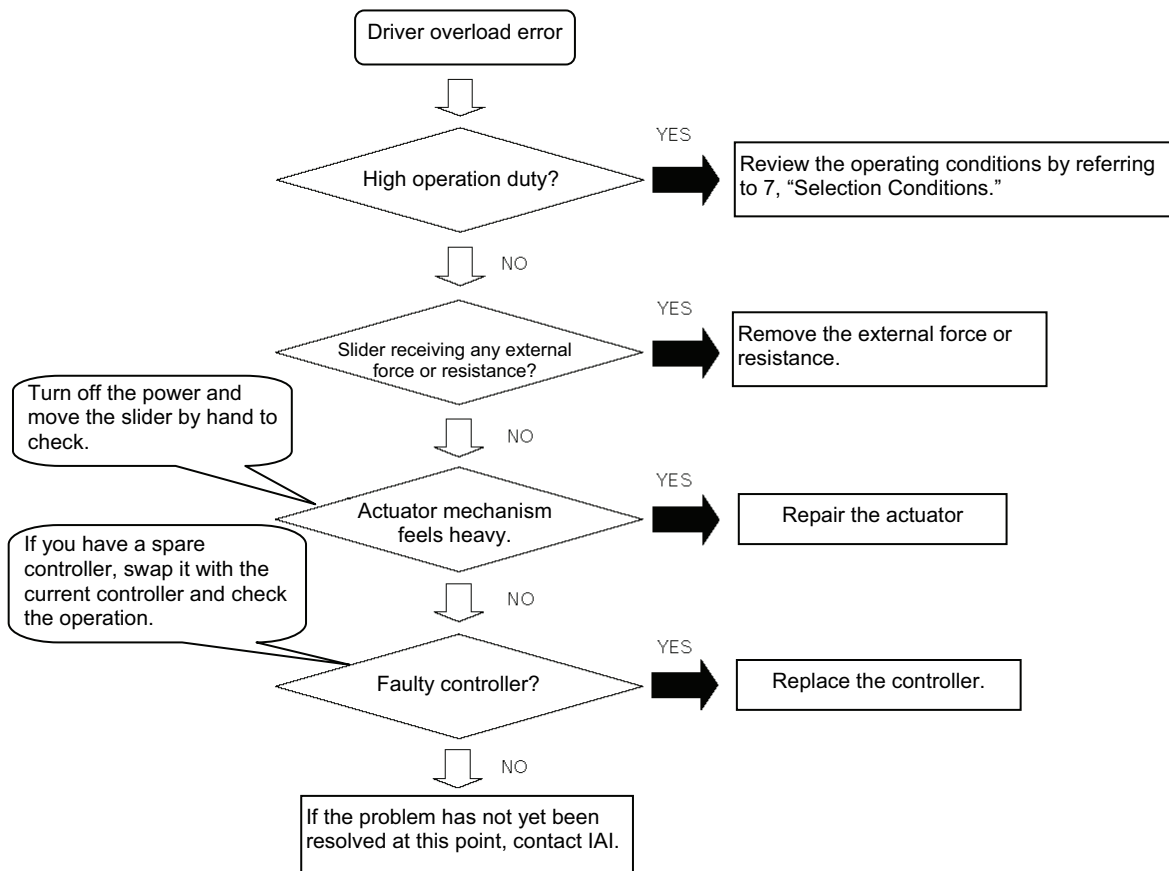 Driver overload error
YES
High operation duty?
Review the operating conditions by referring
to 7, “Selection Conditions.”
NO
YES
Slider receiving any external
force or resistance?
Remove the external force or
resistance.
Turn off the power and
move the slider by hand to
check.
NO
YES
Actuator mechanism
feels heavy.
Repair the actuator
If you have a spare
controller, swap it with the
current controller and check
the operation.
NO
YES
Faulty controller?
Replace the controller.
NO
If the problem has not yet been
resolved at this point, contact IAI.